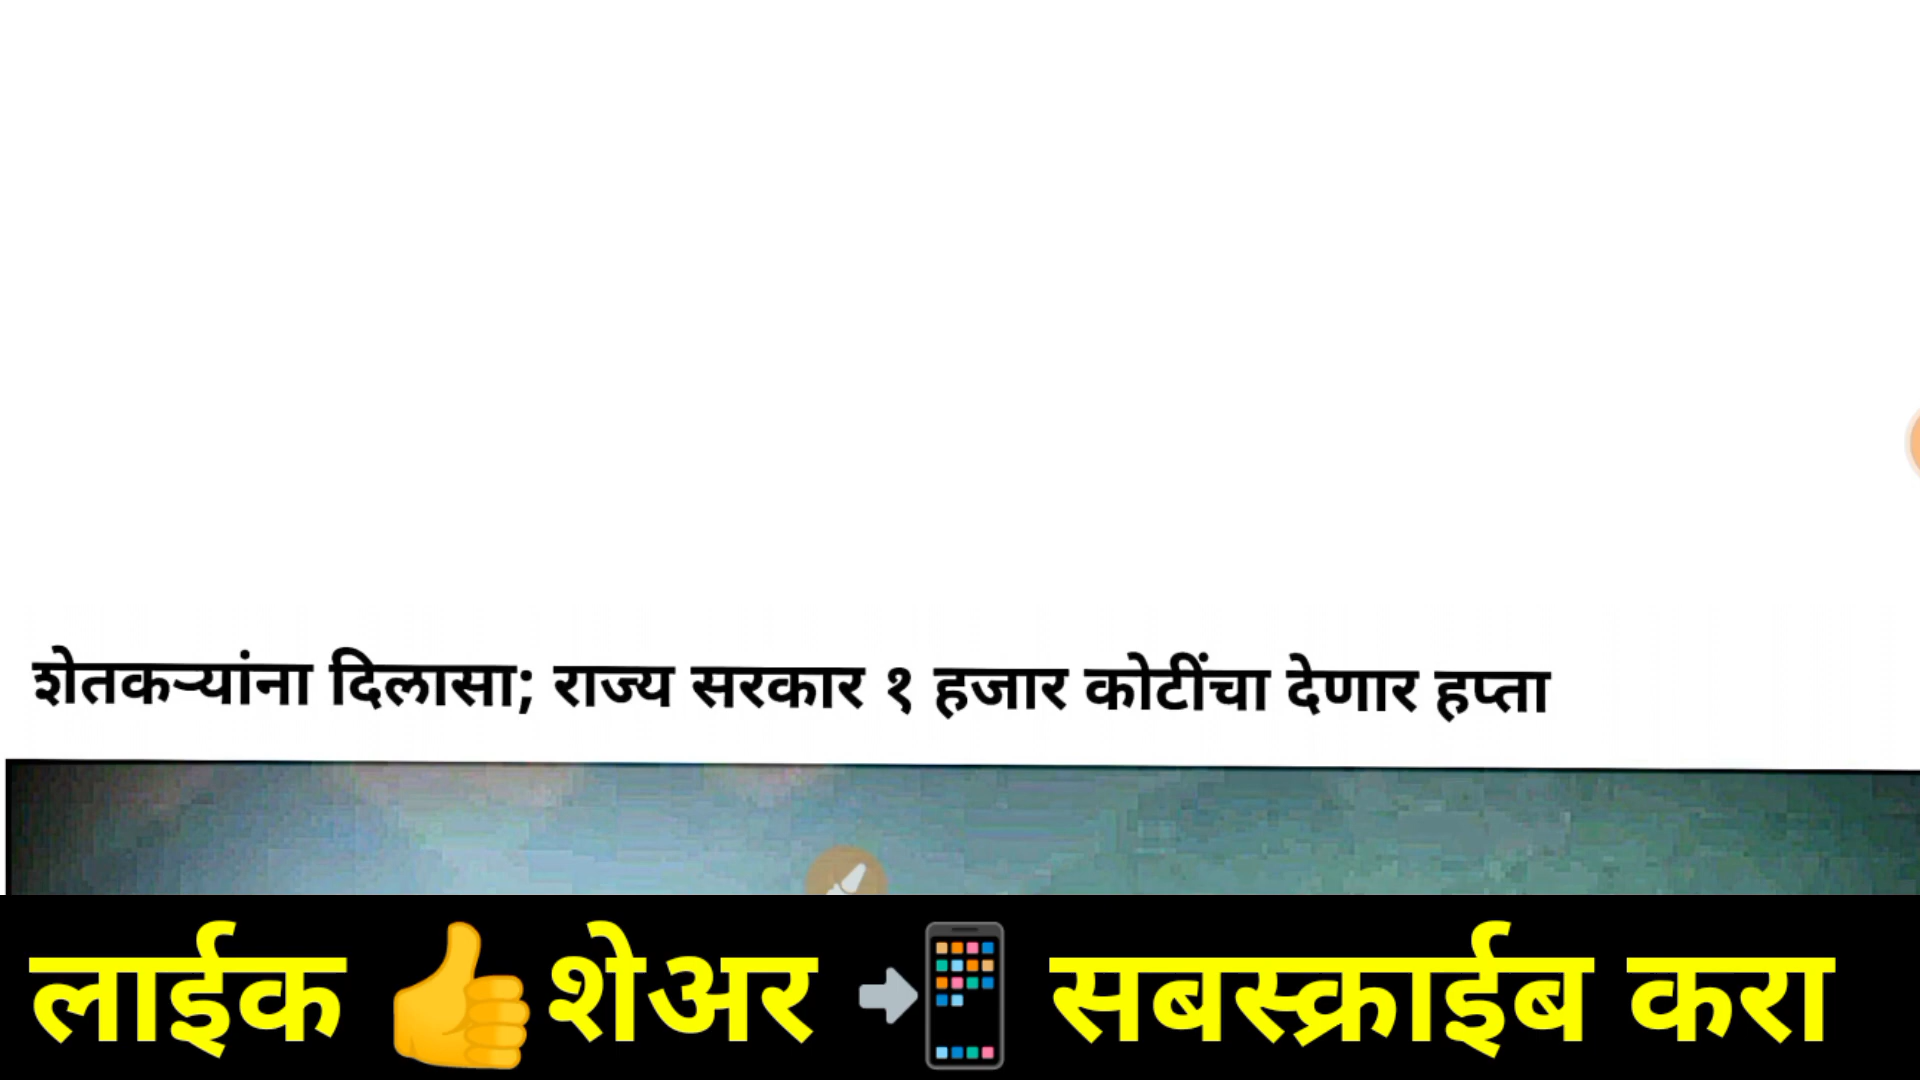 शेतकऱ्यांना दिलासा; राज्य सरकार १ हजार कोटींचा देणार हप्ता
लाईक 👍 शेअर 📲 सबस्क्राईब करा